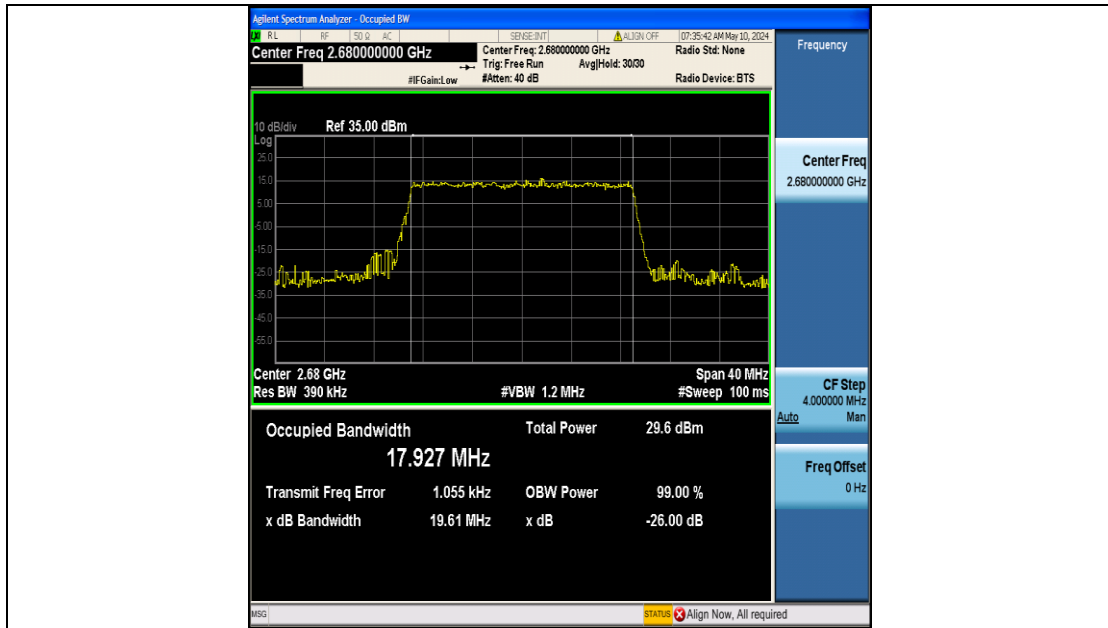 Agilent Spectrum Analyzer - Occupied BW
RL RF 50 Ω AC SENSE:INT ALIGN OFF 07:35:42 AM May 10, 2024
Center Freq 2.680000000 GHz
Center Freq: 2.680000000 GHz Radio Std: None
Trig: Free Run Avg|Hold: 30/30
#IFGain:Low #Atten: 40 dB Radio Device: BTS
Frequency
10 dB/div Ref 35.00 dBm
Log
25.0
15.0
5.00
-5.00
-15.0
-25.0
-35.0
-45.0
-55.0
Center 2.68 GHz Span 40 MHz
Res BW 390 kHz #VBW 1.2 MHz #Sweep 100 ms
Occupied Bandwidth Total Power 29.6 dBm
17.927 MHz
Transmit Freq Error 1.055 kHz OBW Power 99.00 %
x dB Bandwidth 19.61 MHz x dB -26.00 dB
Center Freq
2.680000000 GHz
CF Step
4.000000 MHz
Auto Man
Freq Offset
0 Hz
MSG STATUS Align Now, All required